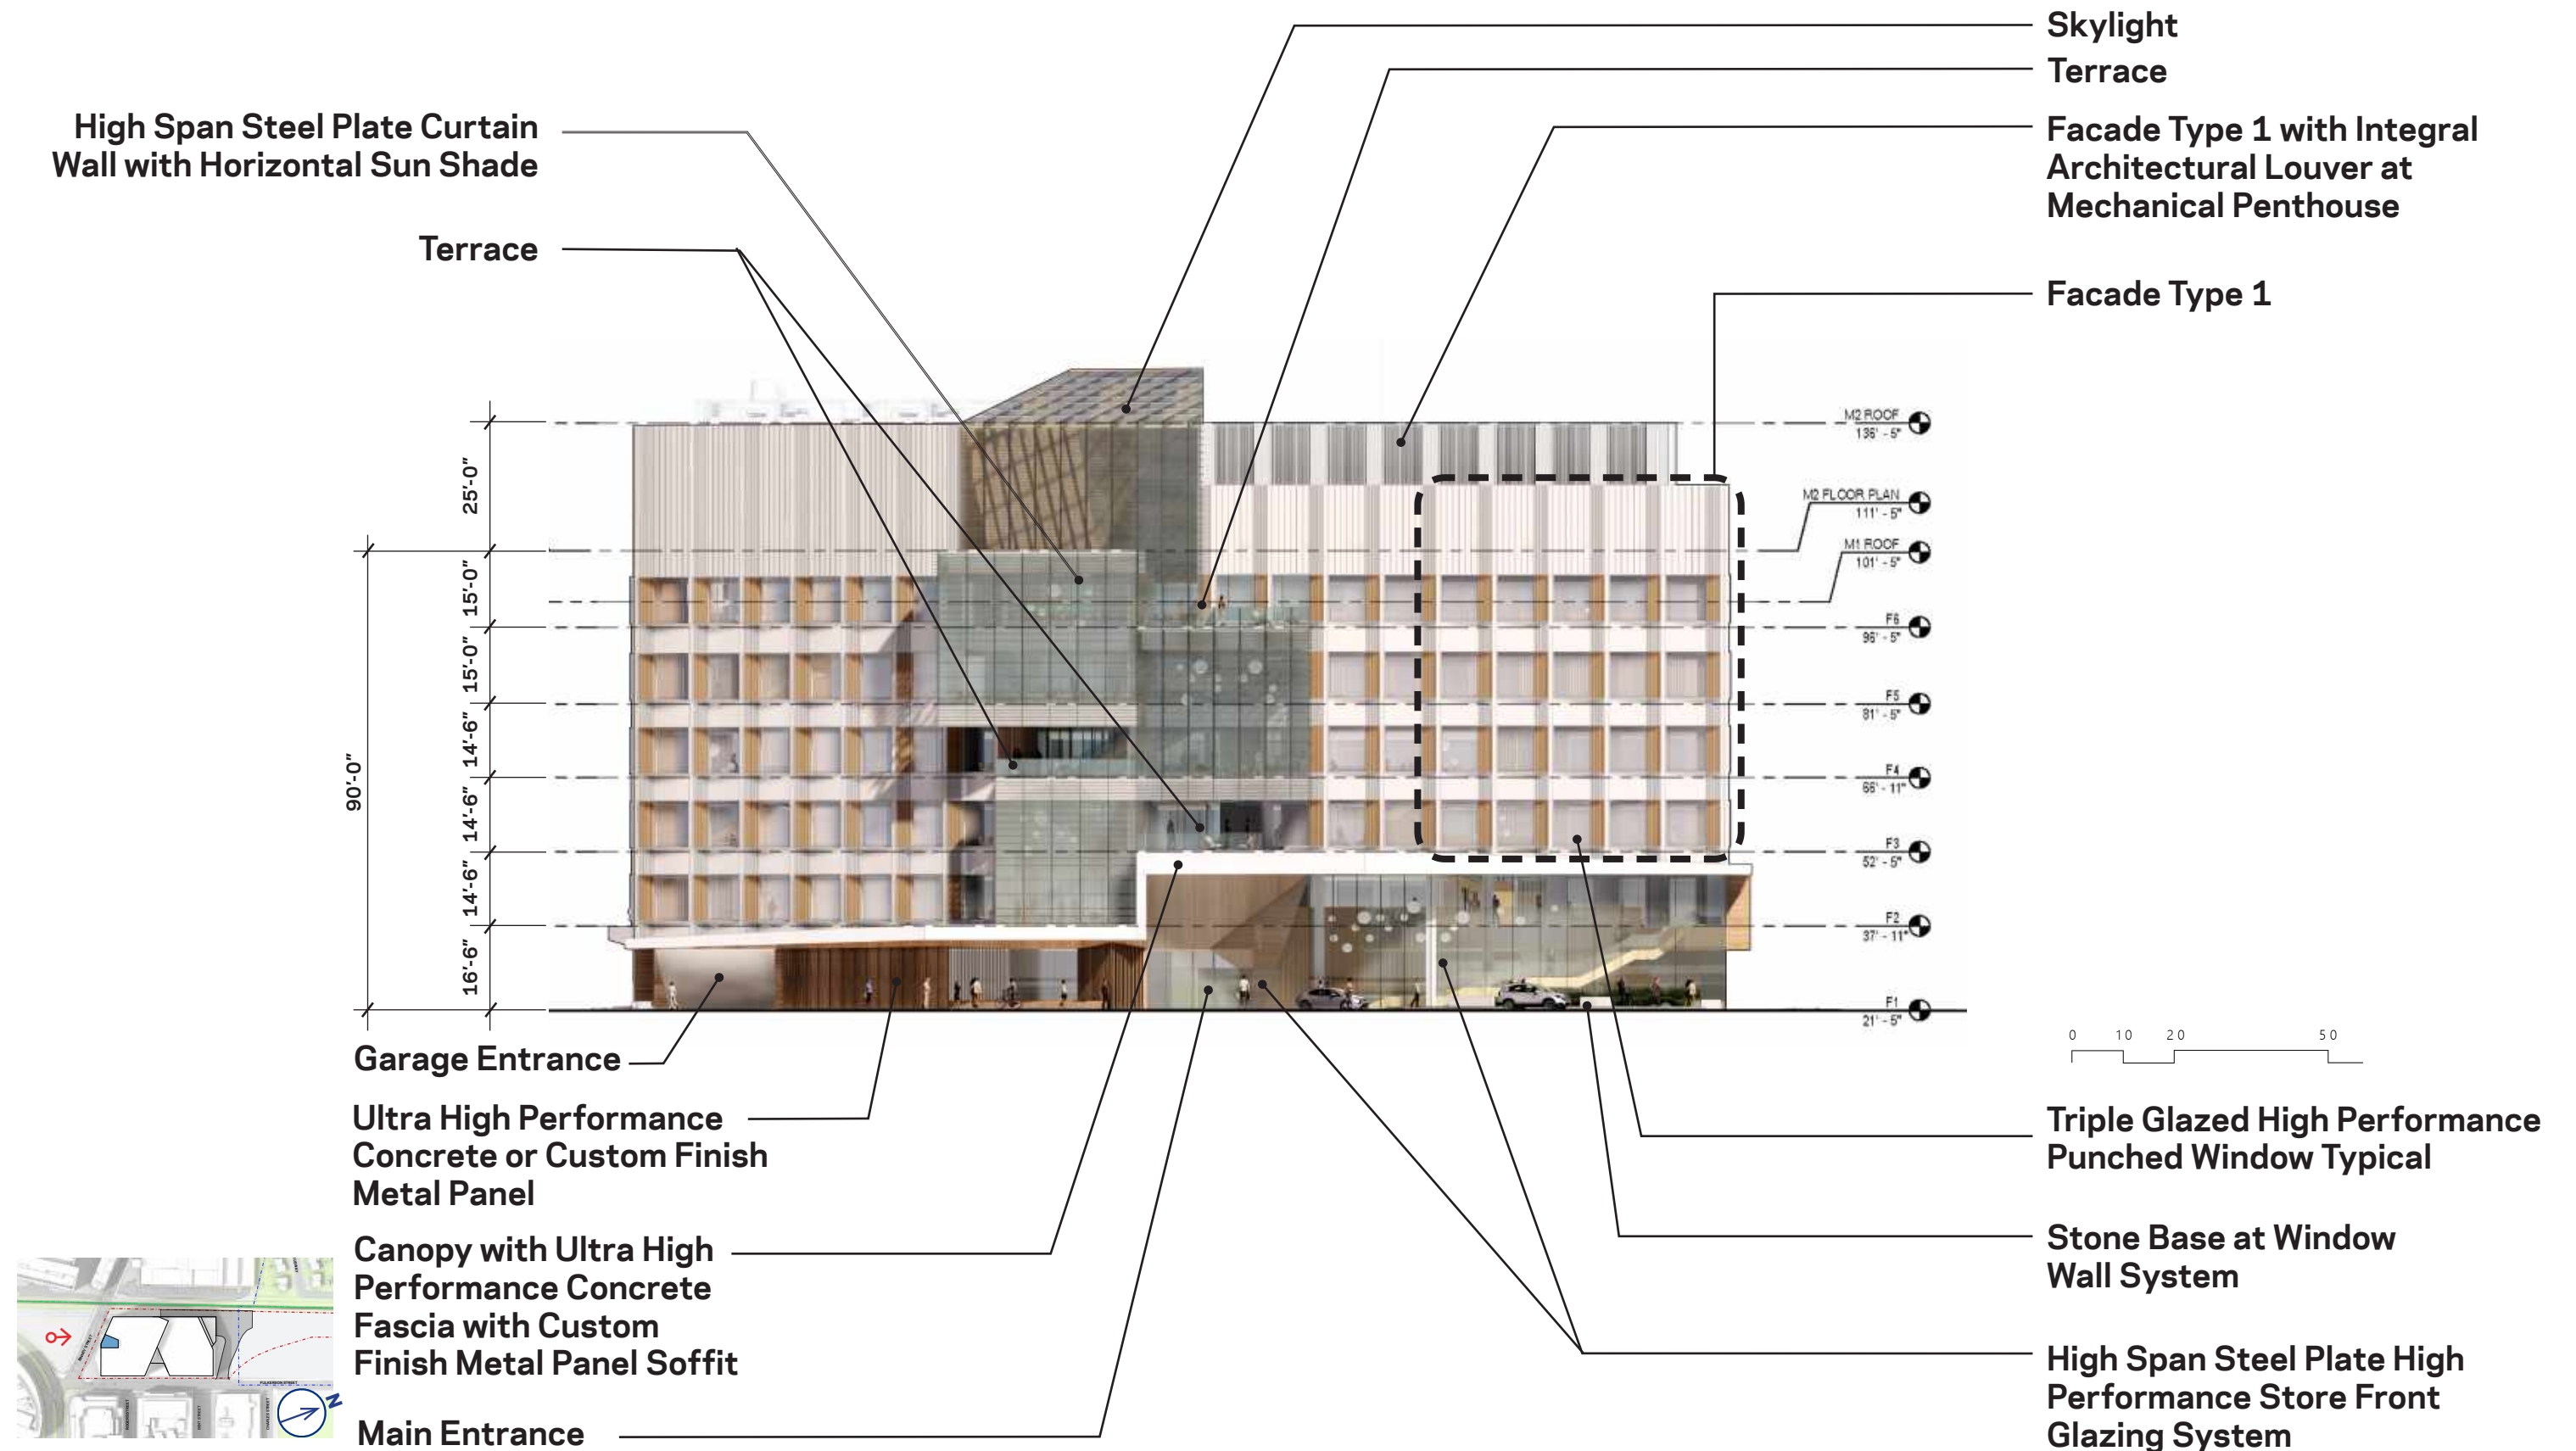 Skylight
Terrace
High Span Steel Plate Curtain
Wall with Horizontal Sun Shade
Facade Type 1 with Integral
Architectural Louver at
Mechanical Penthouse
Terrace
Facade Type 1
M2 ROOF
136' - 5"
25'-0"
M2 FLOOR PLAN
111' - 5"
M1 ROOF
101' - 5"
15'-0"
F6
96' - 5"
15'-0"
F5
81' - 5"
14'-6"
90'-0"
F4
66' - 11"
14'-6"
F3
52' - 5"
14'-6"
F2
37' - 11"
16'-6"
F1
21' - 5"
0 10 20 50
Garage Entrance
Ultra High Performance
Concrete or Custom Finish
Metal Panel
Triple Glazed High Performance
Punched Window Typical
Canopy with Ultra High
Performance Concrete
Fascia with Custom
Finish Metal Panel Soffit
Stone Base at Window
Wall System
High Span Steel Plate High
Performance Store Front
Glazing System
Main Entrance
N